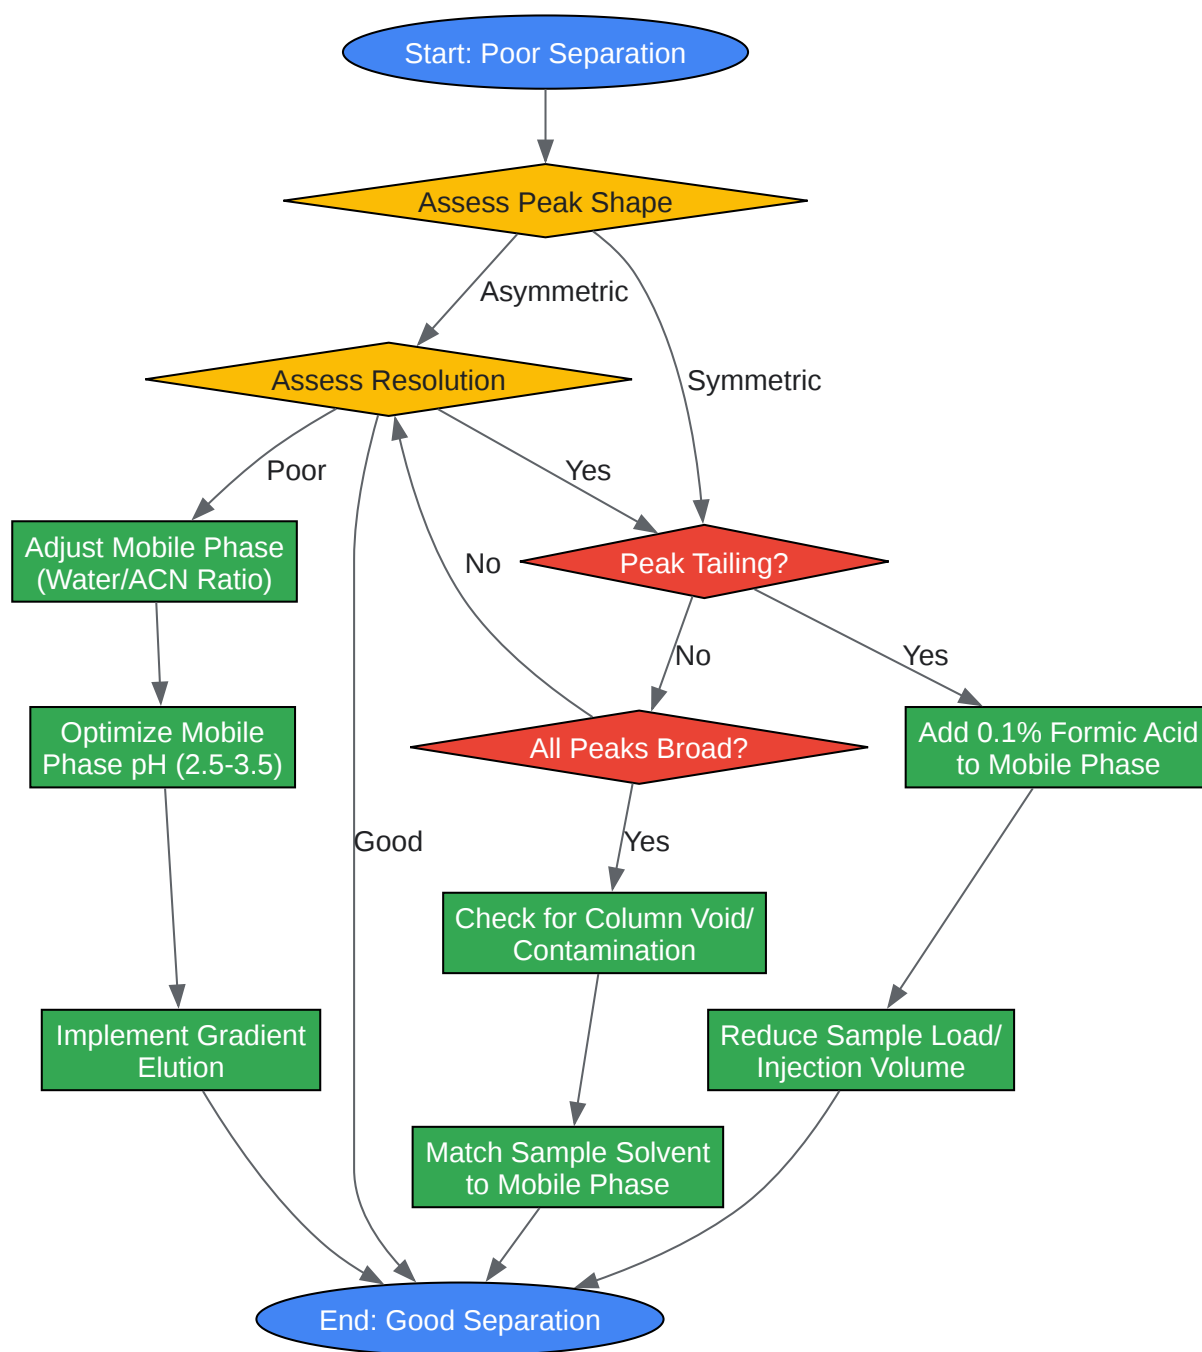 Start: Poor Separation
Assess Peak Shape
Asymmetric
Assess Resolution
Symmetric
Poor
Yes
Adjust Mobile Phase
(Water/ACN Ratio)
No
Peak Tailing?
No
Yes
Optimize Mobile
Phase pH (2.5-3.5)
All Peaks Broad?
Add 0.1% Formic Acid
to Mobile Phase
Good
Yes
Check for Column Void/
Contamination
Implement Gradient
Elution
Reduce Sample Load/
Injection Volume
Match Sample Solvent
to Mobile Phase
End: Good Separation